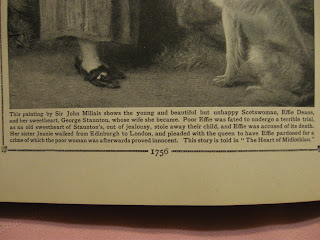 This painting by Sir John Millais shows the young and beautiful but unhappy Scotswoman, Effie Deans,
and her sweetheart, George Staunton, whose wife she became. Poor Effie was fated to undergo a terrible trial,
as an old sweetheart of Staunton's, out of jealousy, stole away their child, and Effie was accused of its death.
Her sister Jeanie walked from Edinburgh to London, and pleaded with the queen to have Effie pardoned for a
crime of which the poor woman was afterwards proved innocent. This story is told in "The Heart of Midlothian."
1756